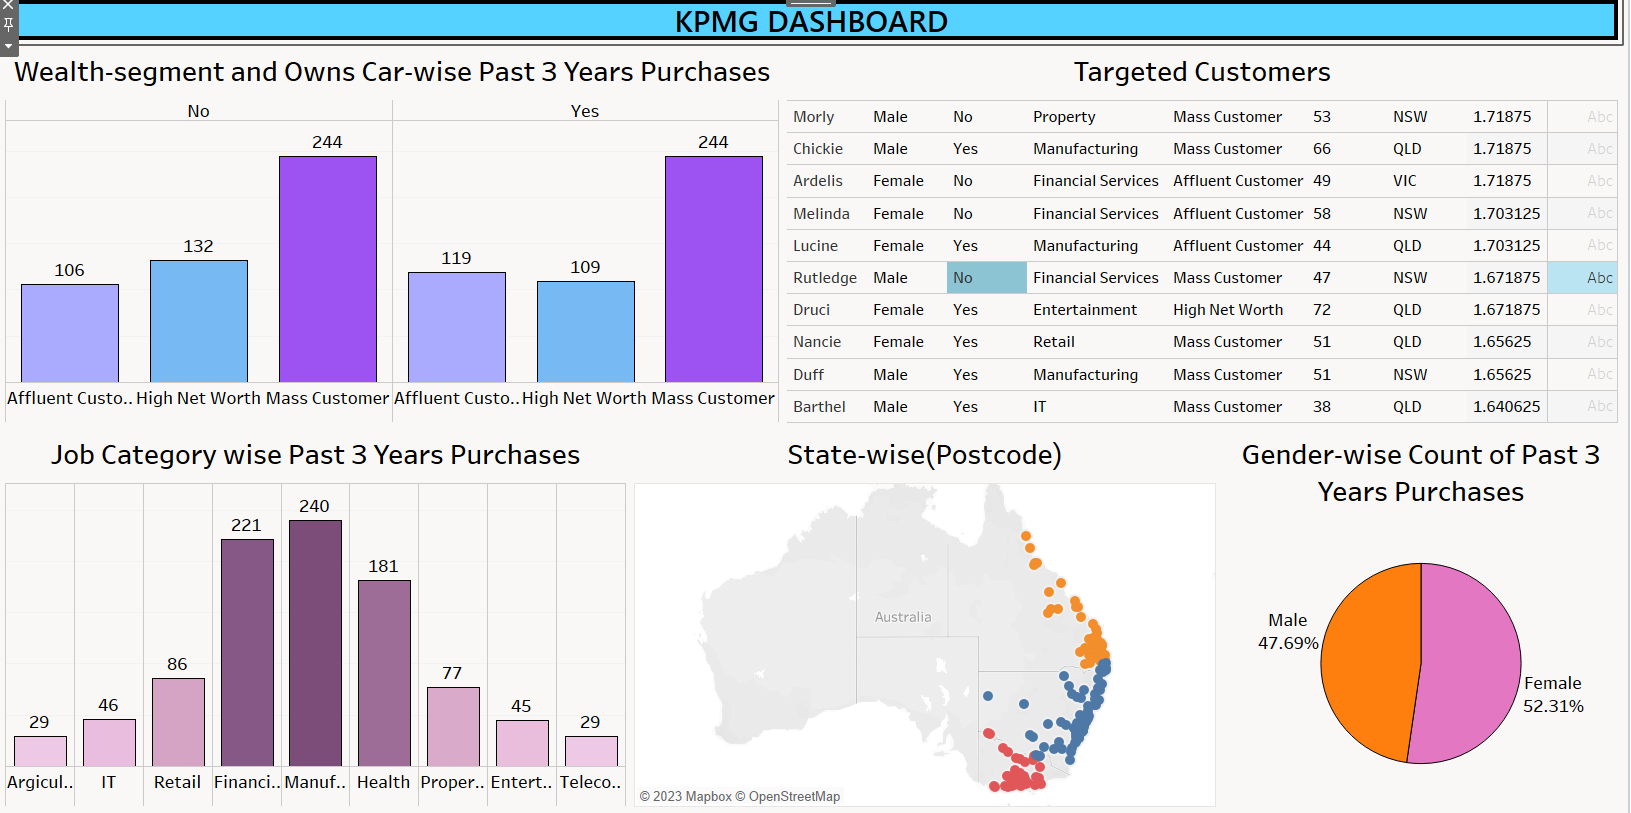 KPMG DASHBOARD
Wealth-segment and Owns Car-wise Past 3 Years Purchases
No Yes
244 244
132
106 119 109
Affluent Custo.. High Net Worth Mass Customer Affluent Custo.. High Net Worth Mass Customer
Targeted Customers
Morly Male No Property Mass Customer 53 NSW 1.71875 Abc
Chickie Male Yes Manufacturing Mass Customer 66 QLD 1.71875 Abc
Ardelis Female No Financial Services Affluent Customer 49 VIC 1.71875 Abc
Melinda Female No Financial Services Affluent Customer 58 NSW 1.703125 Abc
Lucine Female Yes Manufacturing Affluent Customer 44 QLD 1.703125 Abc
Rutledge Male No Financial Services Mass Customer 47 NSW 1.671875 Abc
Druci Female Yes Entertainment High Net Worth 72 QLD 1.671875 Abc
Nancie Female Yes Retail Mass Customer 51 QLD 1.65625 Abc
Duff Male Yes Manufacturing Mass Customer 51 NSW 1.65625 Abc
Barthel Male Yes IT Mass Customer 38 QLD 1.640625 Abc
Job Category wise Past 3 Years Purchases
29 46 86 221 240 181 77 45 29
Argicul.. IT Retail Financi.. Manuf.. Health Proper.. Entert.. Teleco..
State-wise(Postcode)
Australia
© 2023 Mapbox © OpenStreetMap
Gender-wise Count of Past 3
Years Purchases
Male
47.69%
Female
52.31%